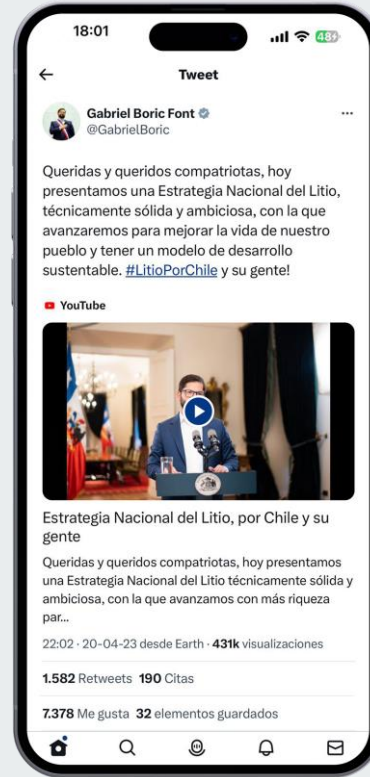 18:01
48
Tweet
Gabriel Boric Font
@GabrielBoric
Queridas y queridos compatriotas, hoy
presentamos una Estrategia Nacional del Litio,
técnicamente sólida y ambiciosa, con la que
avanzaremos para mejorar la vida de nuestro
pueblo y tener un modelo de desarrollo
sustentable. #LitioPorChile y su gente!
YouTube
Estrategia Nacional del Litio, por Chile y su
gente
Queridas y queridos compatriotas, hoy presentamos
una Estrategia Nacional del Litio técnicamente sólida y
ambiciosa, con la que avanzamos con más riqueza
par...
22:02 · 20-04-23 desde Earth · 431k visualizaciones
1.582 Retweets 190 Citas
7.378 Me gusta 32 elementos guardados